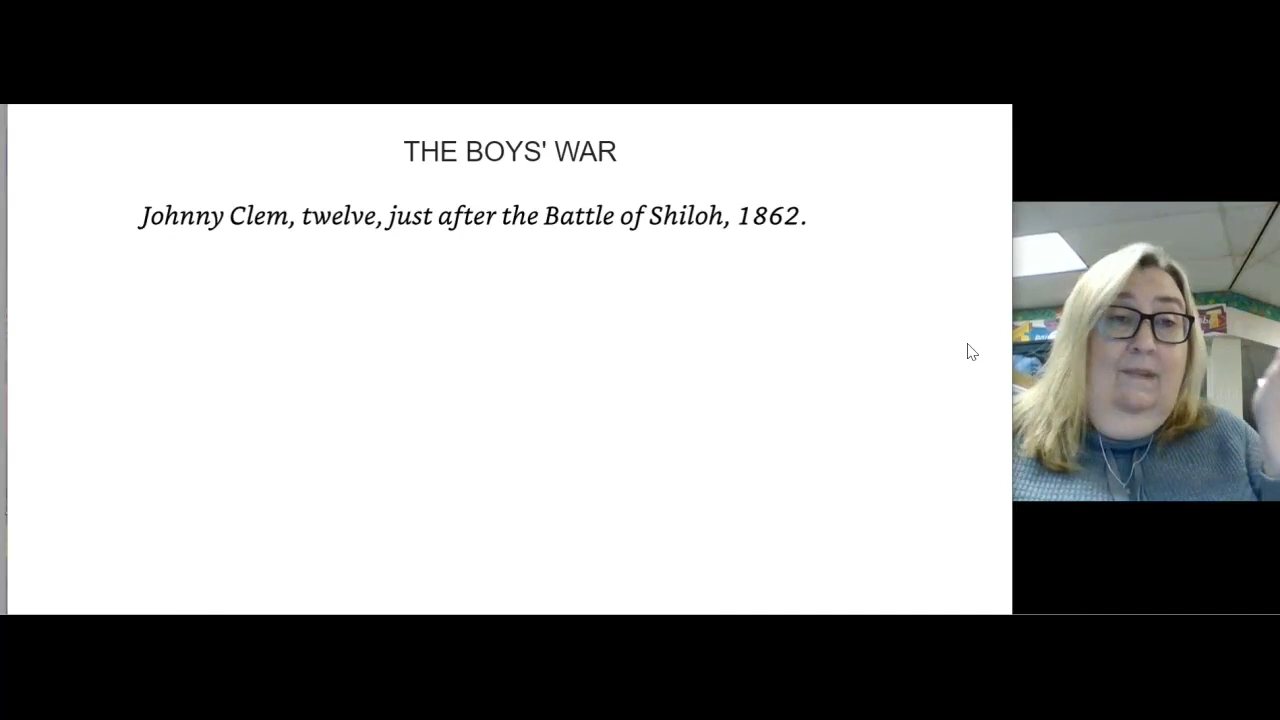 THE BOYS' WAR
Johnny Clem, twelve, just after the Battle of Shiloh, 1862.